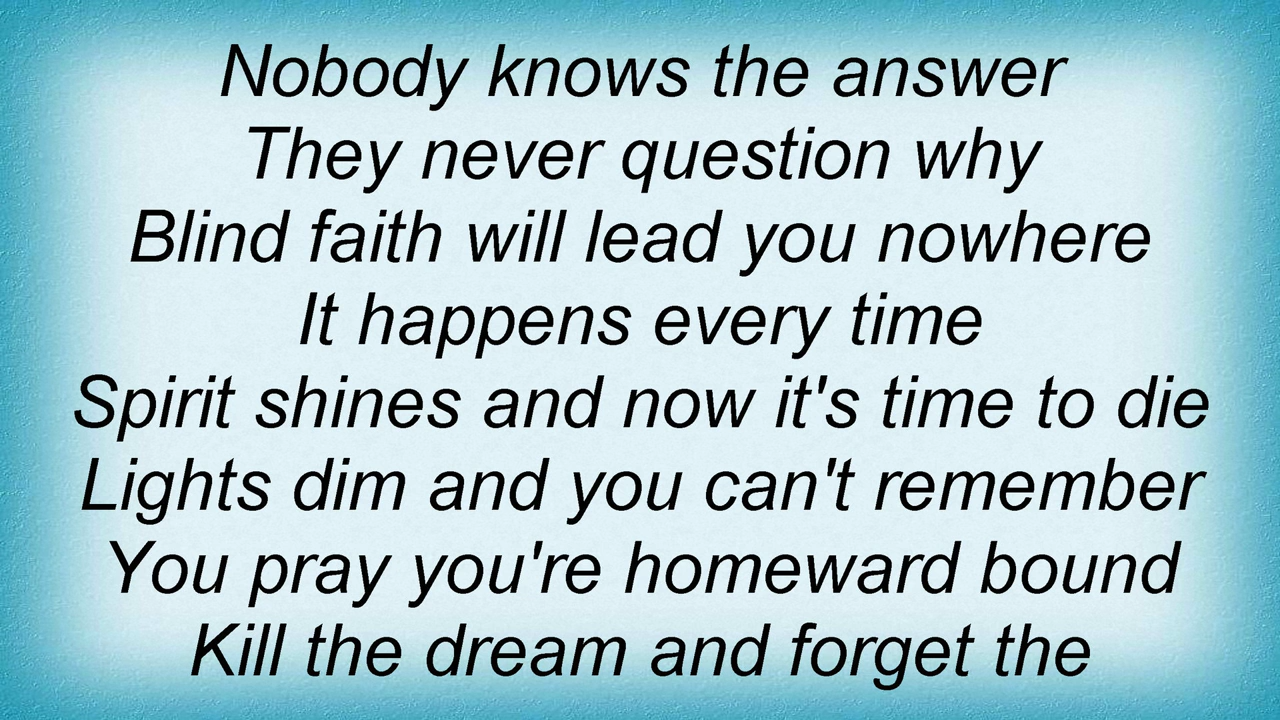 Nobody knows the answer
They never question why
Blind faith will lead you nowhere
It happens every time
Spirit shines and now it's time to die
Lights dim and you can't remember
You pray you're homeward bound
Kill the dream and forget the